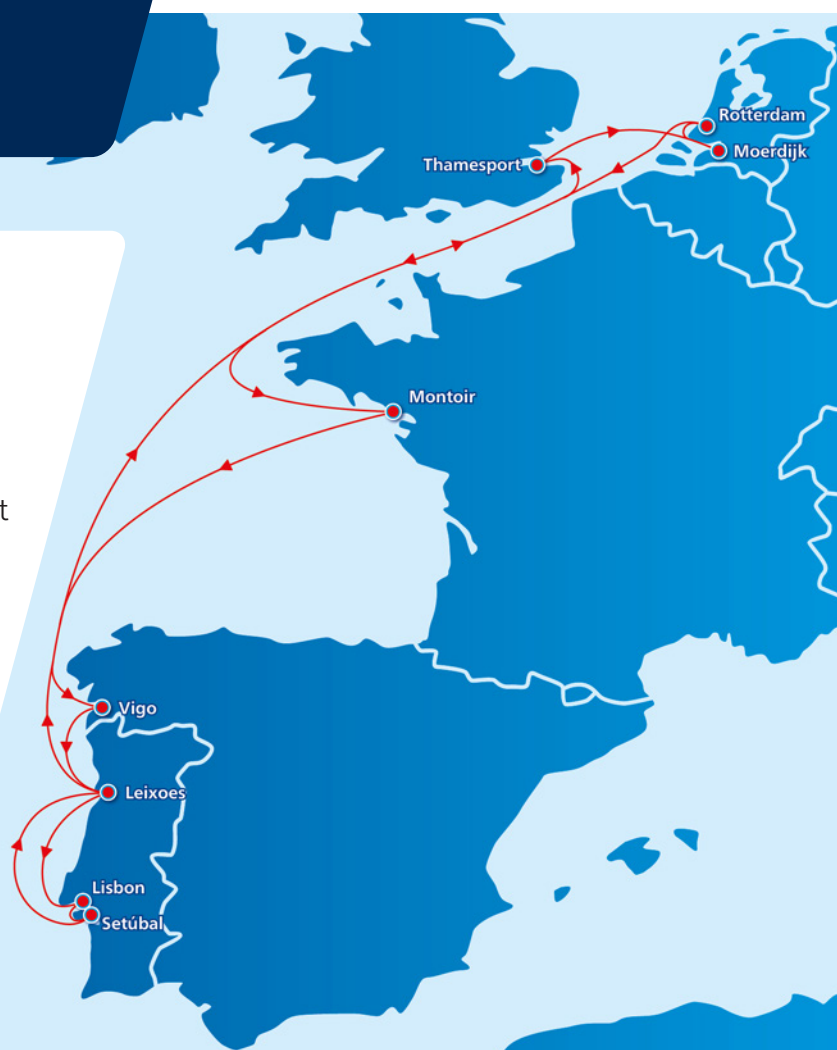 Rotterdam
Moerdijk
Thamesport
Montoir
t
Vigo
Leixoes
Lisbon
Setúbal